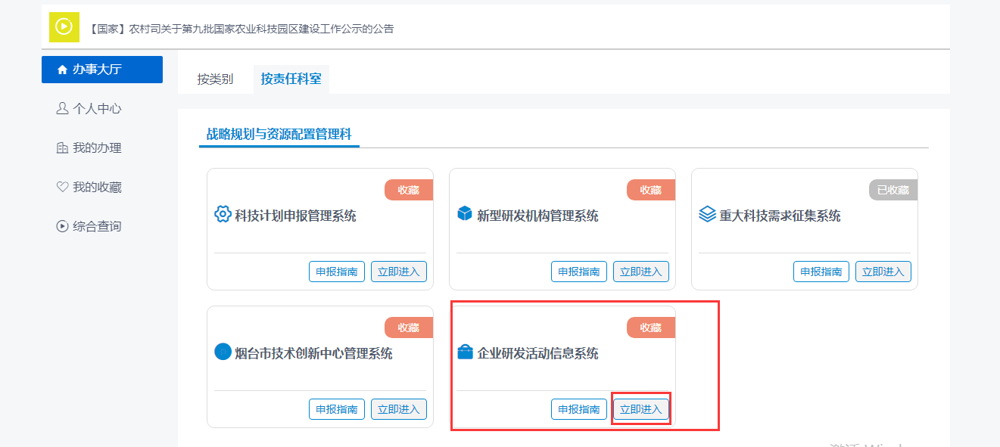 【国家】农村司关于第九批国家农业科技园区建设工作公示的公告
办事大厅
个人中心
我的办理
我的收藏
综合查询
按类别 按责任科室
战略规划与资源配置管理科
收藏
科技计划申报管理系统
申报指南 立即进入
收藏
新型研发机构管理系统
申报指南 立即进入
已收藏
重大科技需求征集系统
申报指南 立即进入
收藏
烟台市技术创新中心管理系统
申报指南 立即进入
收藏
企业研发活动信息系统
申报指南 立即进入